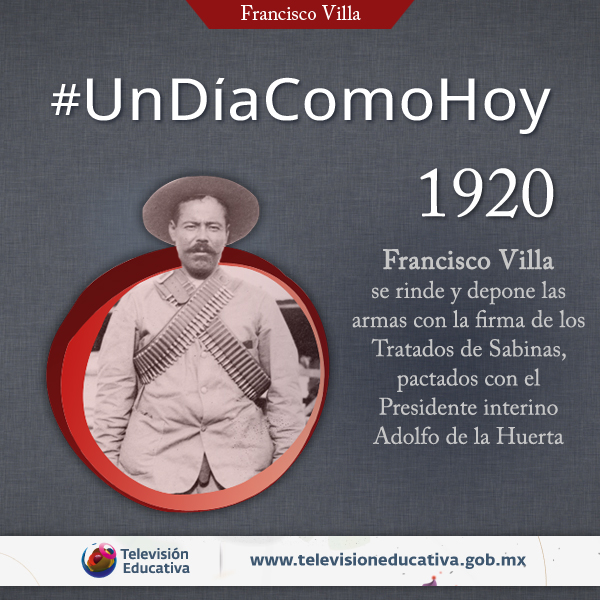 Francisco Villa
#UnDíaComoHoy
1920
Francisco Villa
se rinde y depone las
armas con la firma de los
Tratados de Sabinas,
pactados con el
Presidente interino
Adolfo de la Huerta
Televisión
Educativa
www.televisioneducativa.gob.mx